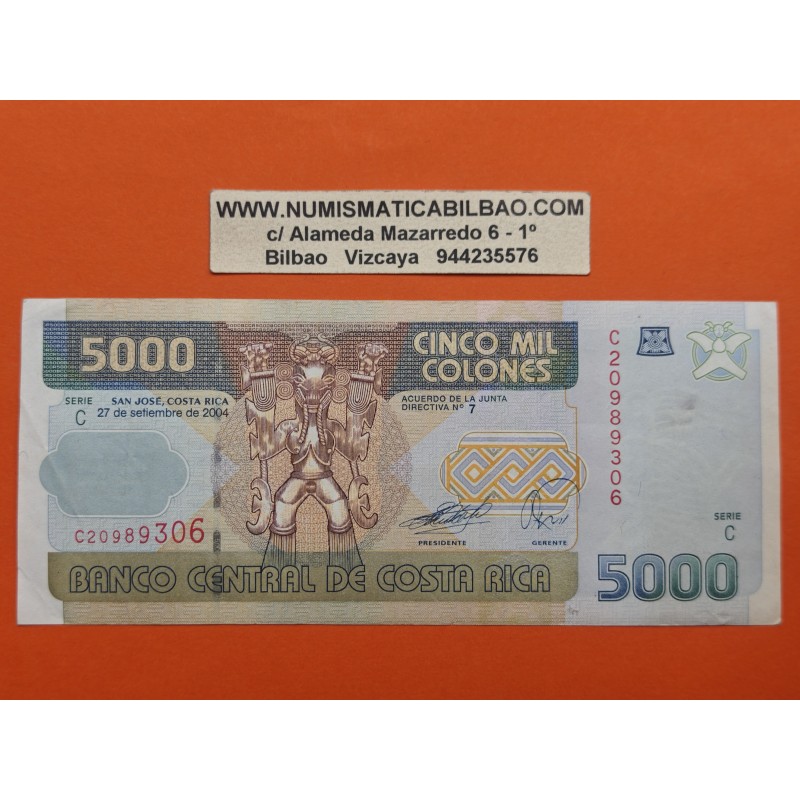 WWW.NUMISMATICABILBAO.COM
c/ Alameda Mazarredo 6 - 1º
Bilbao Vizcaya 944235576
5000
CINCO MIL
COLONES
SERIE SAN JOSÉ, COSTA RICA
C 27 de setiembre de 2004
ACUERDO DE LA JUNTA
DIRECTIVA Nº 7
C20989306
C20989306
PRESIDENTE GERENTE
SERIE
C
BANCO CENTRAL DE COSTA RICA
5000